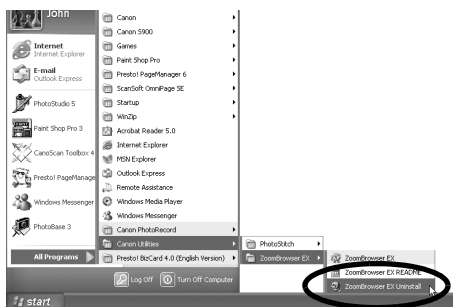 John
Internet
Internet Explorer
E-mail
Outlook Express
PhotoStudio 5
Paint Shop Pro 3
CanoScan Toolbox 4
Presto! PageManage
Windows Messenger
PhotoBase 3
All Programs
Canon
Canon S900
Games
Paint Shop Pro
Presto! PageManager 6
ScanSoft OmniPage SE
Startup
WinZip
Acrobat Reader 5.0
Internet Explorer
MSN Explorer
Outlook Express
Remote Assistance
Windows Media Player
Windows Messenger
Canon PhotoRecord
Canon Utilities
Presto! BizCard 4.0 (English Version)
PhotoStitch
ZoomBrowser EX
ZoomBrowser EX
ZoomBrowser EX README
ZoomBrowser EX Uninstall
Log Off
Turn Off Computer
start